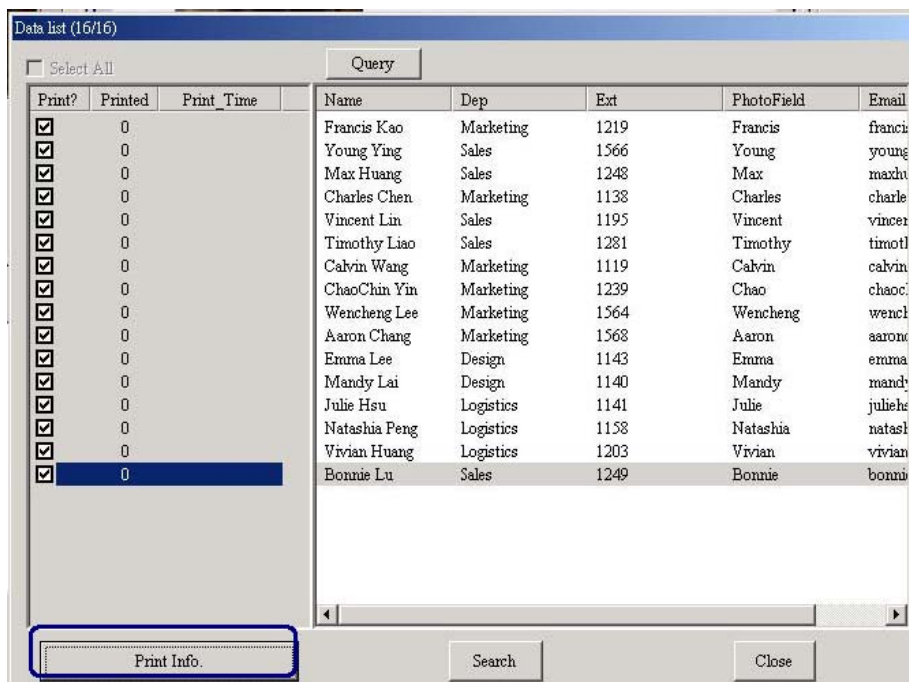 Data list (16/16)
Select All Query
Print? Printed Print_Time Name Dep Ext PhotoField Email
0 Francis Kao Marketing 1219 Francis
0 Young Ying Sales 1566 Young young
0 Max Huang Sales 1248 Max
0 Charles Chen Marketing 1138 Charles charle
0 Vincent Lin Sales 1195 Vincent
0 Timothy Liao Sales 1281 Timothy
0 Calvin Wang Marketing 1119 Calvin calvin
0 ChaoChin Yin Marketing 1239 Chao
0 Wencheng Lee Marketing 1564 Wencheng
0 Aaron Chang Marketing 1568 Aaron
0 Emma Lee Design 1143 Emma emma
0 Mandy Lai Design 1140 Mandy
0 Julie Hsu Logistics 1141 Julie
0 Natashia Peng Logistics 1158 Natashia
0 Vivian Huang Logistics 1203 Vivian vivian
0 Bonnie Lu Sales 1249 Bonnie
Print Info. Search Close